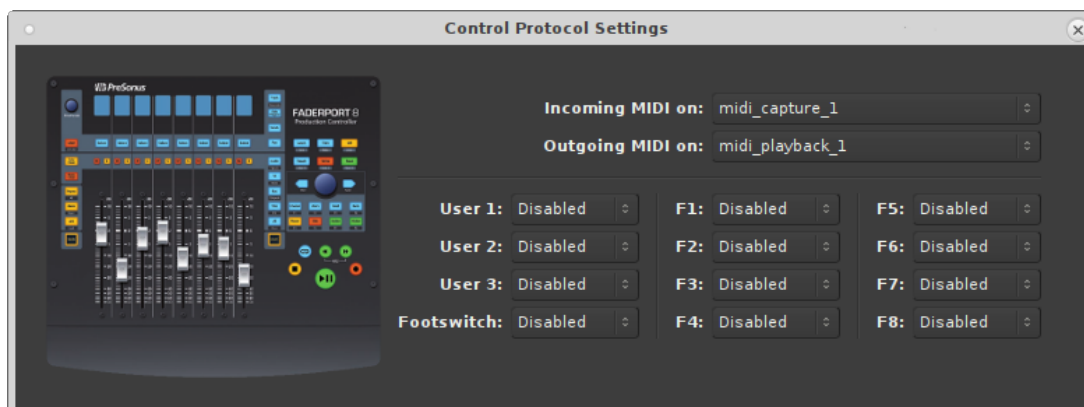 Control Protocol Settings
PreSonus
FADERPORT 8
Production Controller
Incoming MIDI on: midi_capture_1
Outgoing MIDI on: midi_playback_1
User 1: Disabled F1: Disabled F5: Disabled
User 2: Disabled F2: Disabled F6: Disabled
User 3: Disabled F3: Disabled F7: Disabled
Footswitch: Disabled F4: Disabled F8: Disabled